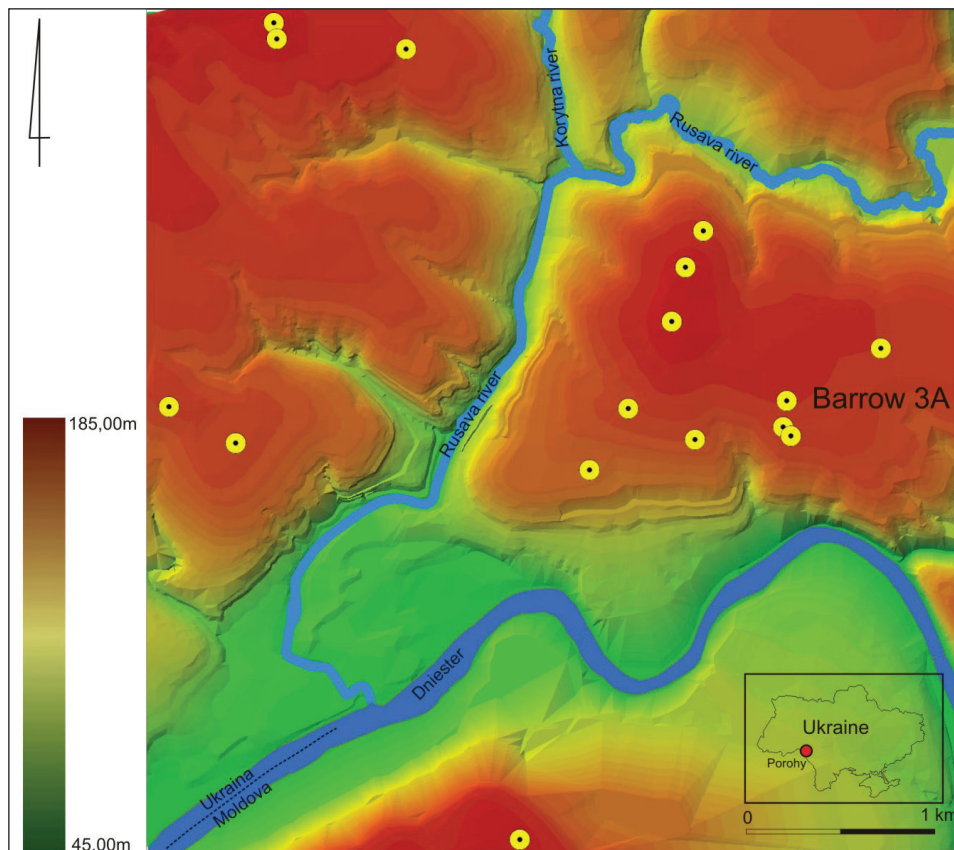 Korytna river
Rusava river
Barrow 3A
Rusava river
185,00m
Dniester
Ukraina
Moldova
Ukraine
Porohy
0 1 km
45,00m